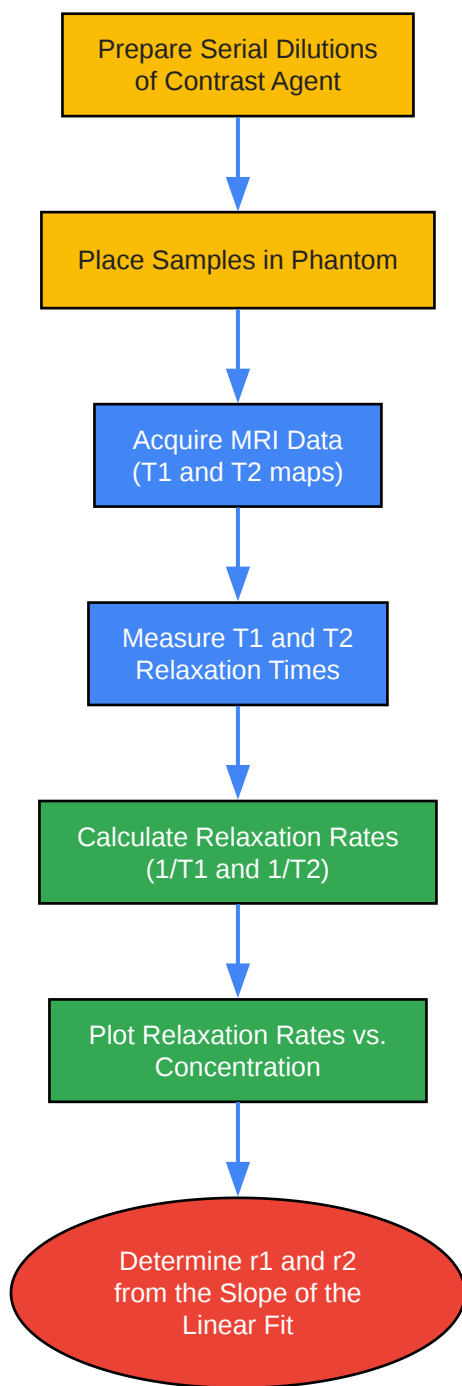 Prepare Serial Dilutions
of Contrast Agent
Place Samples in Phantom
Acquire MRI Data
(T1 and T2 maps)
Measure T1 and T2
Relaxation Times
Calculate Relaxation Rates
(1/T1 and 1/T2)
Plot Relaxation Rates vs.
Concentration
Determine r1 and r2
from the Slope of the
Linear Fit